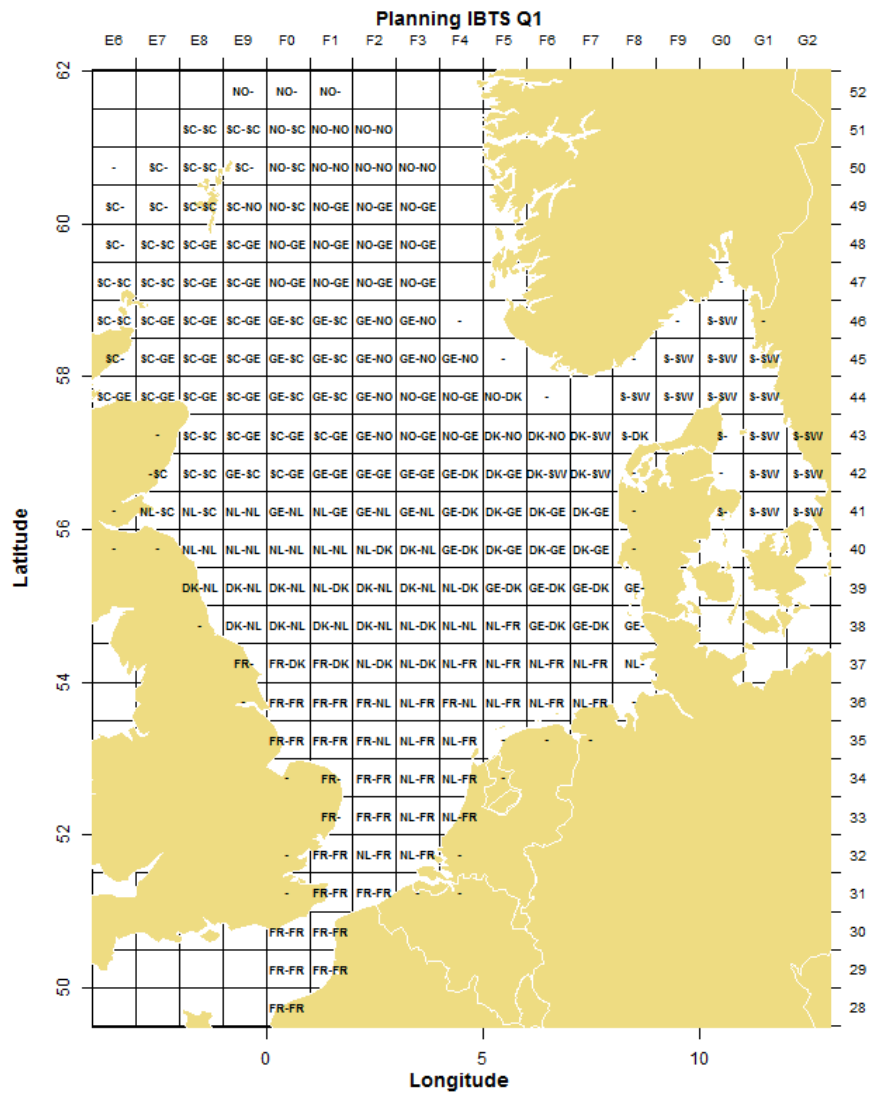 Planning IBTS Q1
E6 E7 E8 E9 F0 F1 F2 F3 F4 F5 F6 F7 F8 F9 G0 G1 G2
62
NO- NO- NO- 52
SC-SC SC-SC NO-SC NO-NO NO-NO 51
- SC- SC-SC SC- NO-SC NO-NO NO-NO NO-NO 50
SC- SC- SC-SC SC-NO NO-SC NO-GE NO-GE NO-GE 49
60
SC- SC-SC SC-GE SC-GE NO-GE NO-GE NO-GE NO-GE 48
SC-SC SC-SC SC-GE SC-GE NO-GE NO-GE NO-GE NO-GE - 47
SC-SC SC-GE SC-GE SC-GE GE-SC GE-SC GE-NO GE-NO - - S-SW - 46
SC- SC-GE SC-GE SC-GE GE-SC GE-SC GE-NO GE-NO GE-NO - - S-SW S-SW S-SW 45
58
SC-GE SC-GE SC-GE SC-GE GE-SC GE-SC GE-NO NO-GE NO-GE NO-DK - S-SW S-SW S-SW S-SW 44
- SC-SC SC-GE SC-GE SC-GE GE-NO NO-GE NO-GE DK-NO DK-NO DK-SW S-DK S- S-SW S-SW 43
-SC SC-SC GE-SC SC-GE GE-GE GE-GE GE-GE GE-DK DK-GE DK-SW DK-SW - - S-SW S-SW 42
- NL-SC NL-SC NL-NL GE-NL NL-GE GE-NL GE-NL GE-DK DK-GE DK-GE DK-GE - S- S-SW S-SW 41
56
- - NL-NL NL-NL NL-NL NL-NL NL-DK DK-NL GE-DK DK-GE DK-GE DK-GE - 40
DK-NL DK-NL DK-NL NL-DK DK-NL DK-NL NL-DK GE-DK GE-DK GE-DK GE- 39
- DK-NL DK-NL DK-NL DK-NL NL-DK NL-NL NL-FR GE-DK GE-DK GE- 38
FR- FR-DK FR-DK NL-DK NL-DK NL-FR NL-FR NL-FR NL-FR NL- 37
54
- FR-FR FR-FR FR-NL NL-FR FR-NL NL-FR NL-FR NL-FR - 36
FR-FR FR-FR FR-NL NL-FR NL-FR - - - 35
- FR- FR-FR NL-FR NL-FR - 34
FR- FR-FR NL-FR NL-FR 33
52
- FR-FR NL-FR NL-FR - 32
- FR-FR FR-FR - - 31
FR-FR FR-FR 30
FR-FR FR-FR 29
50
FR-FR 28
Latitude
0 5 10
Longitude